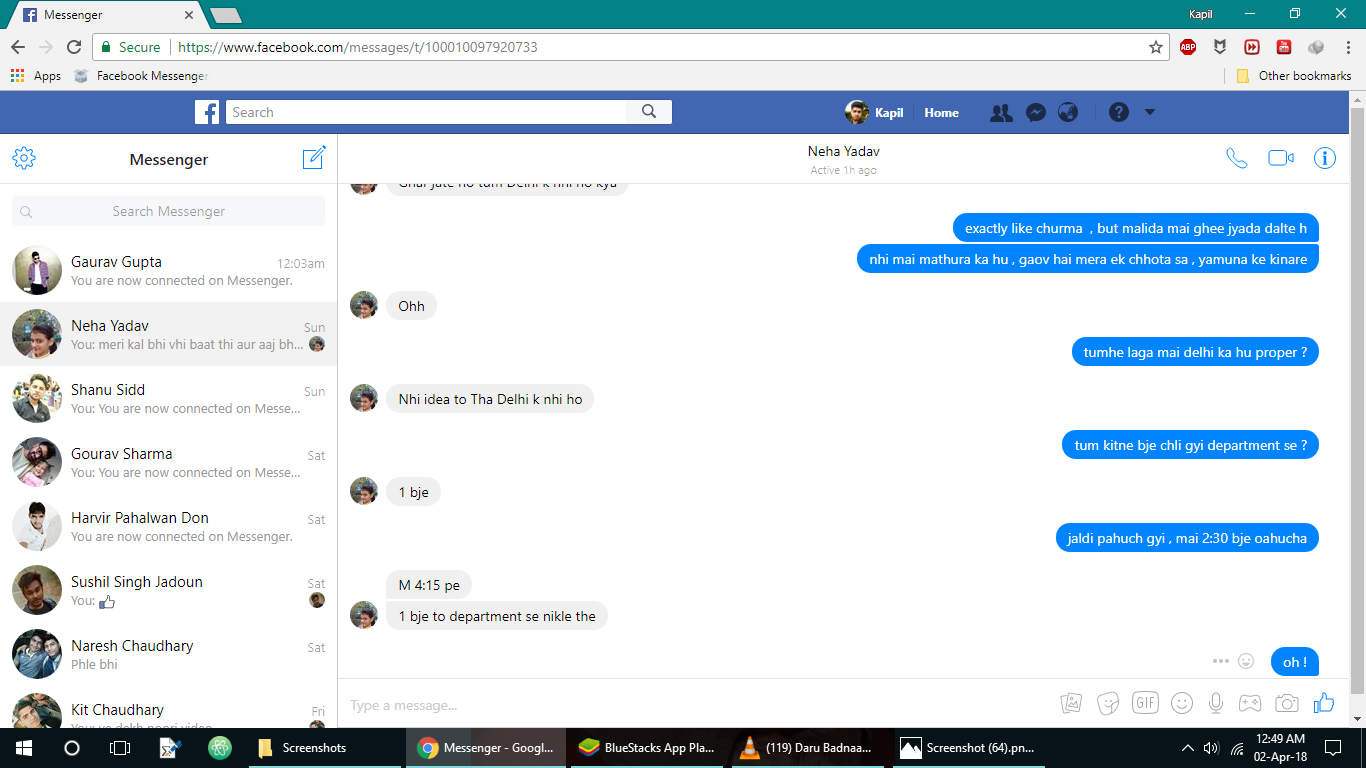 Messenger
Kapil
Secure
https://www.facebook.com/messages/t/100010097920733
ABP
Apps
Facebook Messenger
Other bookmarks
Search
Kapil
Home
Messenger
Search Messenger
Gaurav Gupta
12:03am
You are now connected on Messenger.
Neha Yadav
Sun
You: meri kal bhi vhi baat thi aur aaj bh...
Shanu Sidd
Sun
You: You are now connected on Messe...
Gourav Sharma
Sat
You: You are now connected on Messe...
Harvir Pahalwan Don
Sat
You are now connected on Messenger.
Sushil Singh Jadoun
Sat
You:
Naresh Chaudhary
Sat
Phle bhi
Kit Chaudhary
Fri
Neha Yadav
Active 1h ago
Ghar jate ho tum Delhi k nhi ho kya
exactly like churma , but malida mai ghee jyada dalte h
nhi mai mathura ka hu , gaov hai mera ek chhota sa , yamuna ke kinare
Ohh
tumhe laga mai delhi ka hu proper ?
Nhi idea to Tha Delhi k nhi ho
tum kitne bje chli gyi department se ?
1 bje
jaldi pahuch gyi , mai 2:30 bje oahucha
M 4:15 pe
1 bje to department se nikle the
oh !
Type a message...
GIF
Screenshots
Messenger - Googl...
BlueStacks App Pla...
(119) Daru Badnaa...
Screenshot (64).pn...
12:49 AM
02-Apr-18